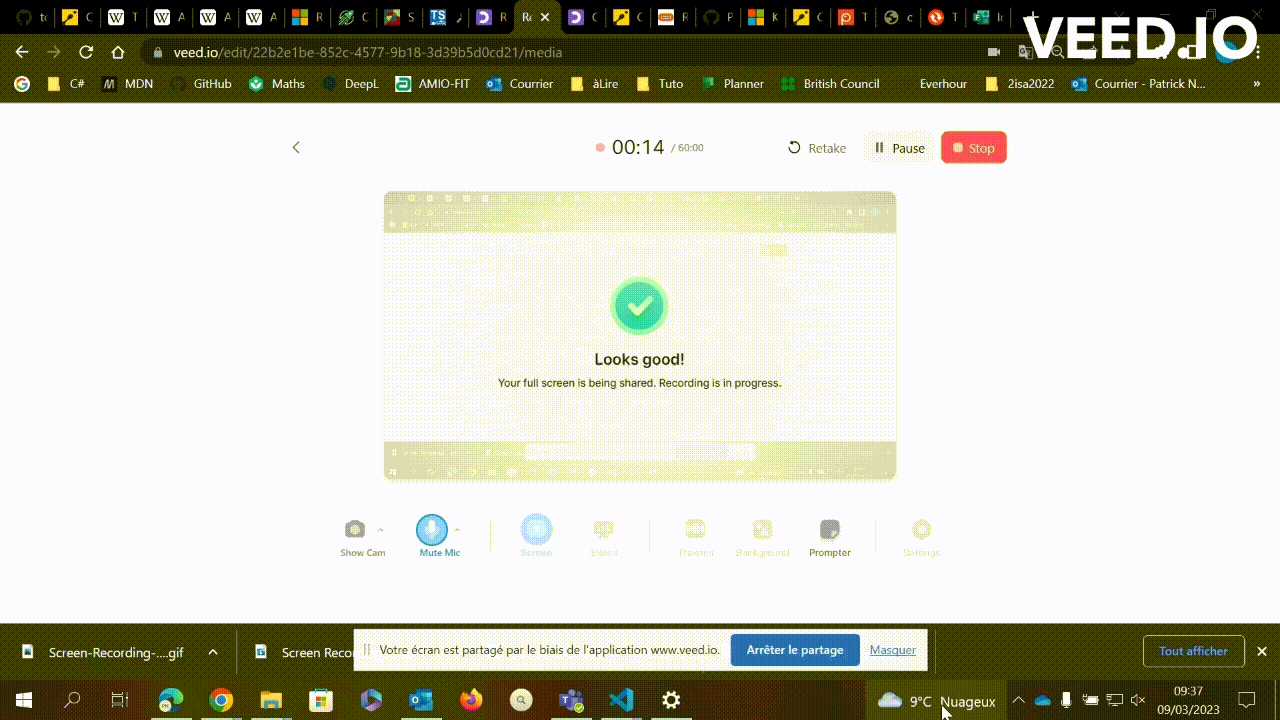 VEED.IO
veed.io/edit/22b2e1be-852c-4577-9b18-3d39b5d0cd21/media
C# MDN GitHub Maths DeepL AMIO-FIT Courrier àLire Tuto Planner British Council Everhour 2isa2022 Courrier - Patrick N... »
00:14 / 60:00 Retake Pause Stop
Looks good!
Your full screen is being shared. Recording is in progress.
Show Cam Mute Mic Screen Slides Themes Background Prompter Settings
Screen-Recording-....gif Screen Recor Votre écran est partagé par le biais de l'application www.veed.io. Arrêter le partage Masquer Tout afficher
9°C Nuageux 09:37
09/03/2023